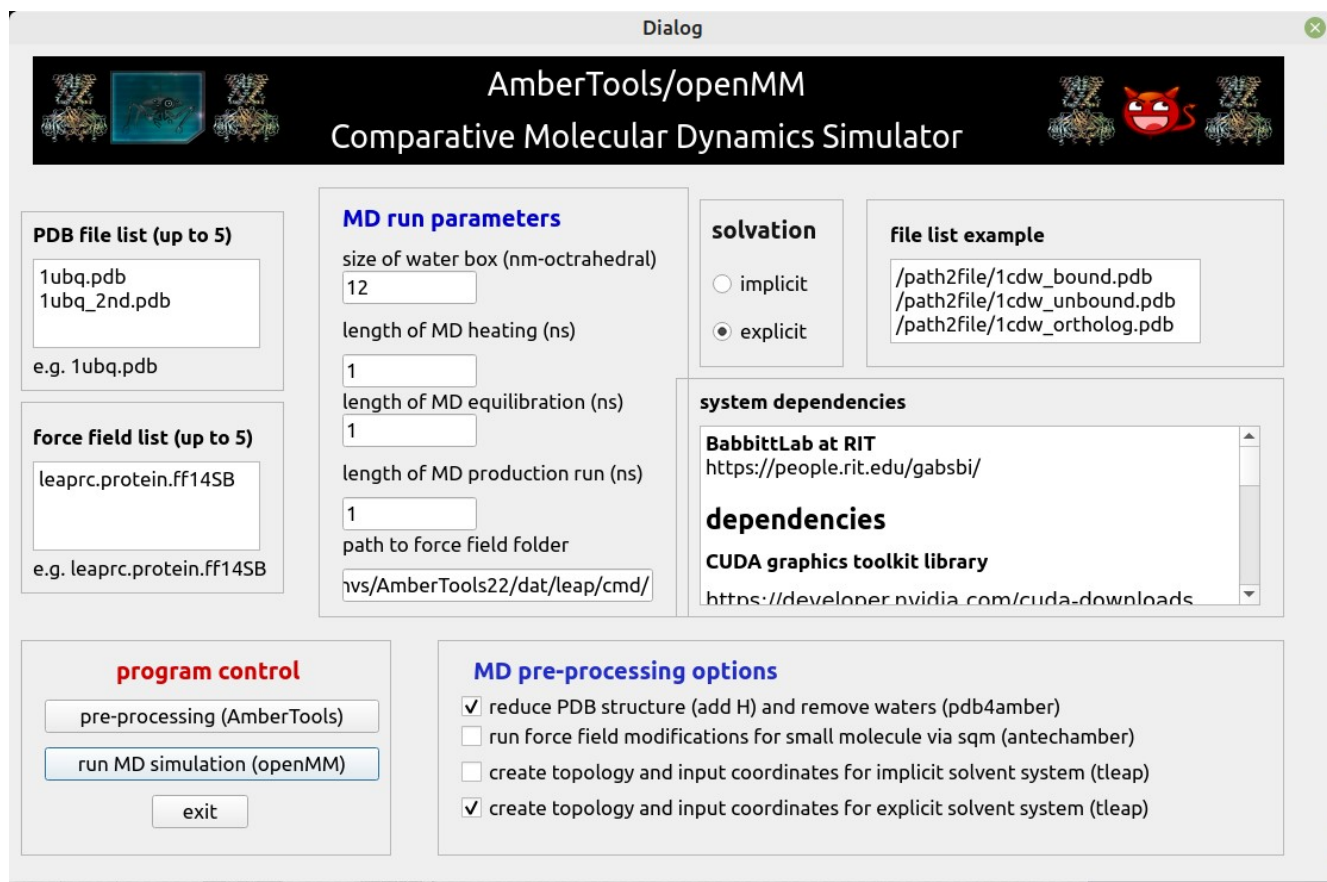 Dialog
AmberTools/openMM
Comparative Molecular Dynamics Simulator
PDB file list (up to 5)
1ubq.pdb
1ubq_2nd.pdb
e.g. 1ubq.pdb
force field list (up to 5)
leaprc.protein.ff14SB
e.g. leaprc.protein.ff14SB
MD run parameters
size of water box (nm-octrahedral)
12
length of MD heating (ns)
1
length of MD equilibration (ns)
1
length of MD production run (ns)
1
path to force field folder
nvs/AmberTools22/dat/leap/cmd/
solvation
implicit
explicit
file list example
/path2file/1cdw_bound.pdb
/path2file/1cdw_unbound.pdb
/path2file/1cdw_ortholog.pdb
system dependencies
BabbittLab at RIT
https://people.rit.edu/gabsbi/
dependencies
CUDA graphics toolkit library
https://developer.nvidia.com/cuda-downloads
program control
pre-processing (AmberTools)
run MD simulation (openMM)
exit
MD pre-processing options
reduce PDB structure (add H) and remove waters (pdb4amber)
run force field modifications for small molecule via sqm (antechamber)
create topology and input coordinates for implicit solvent system (tleap)
create topology and input coordinates for explicit solvent system (tleap)